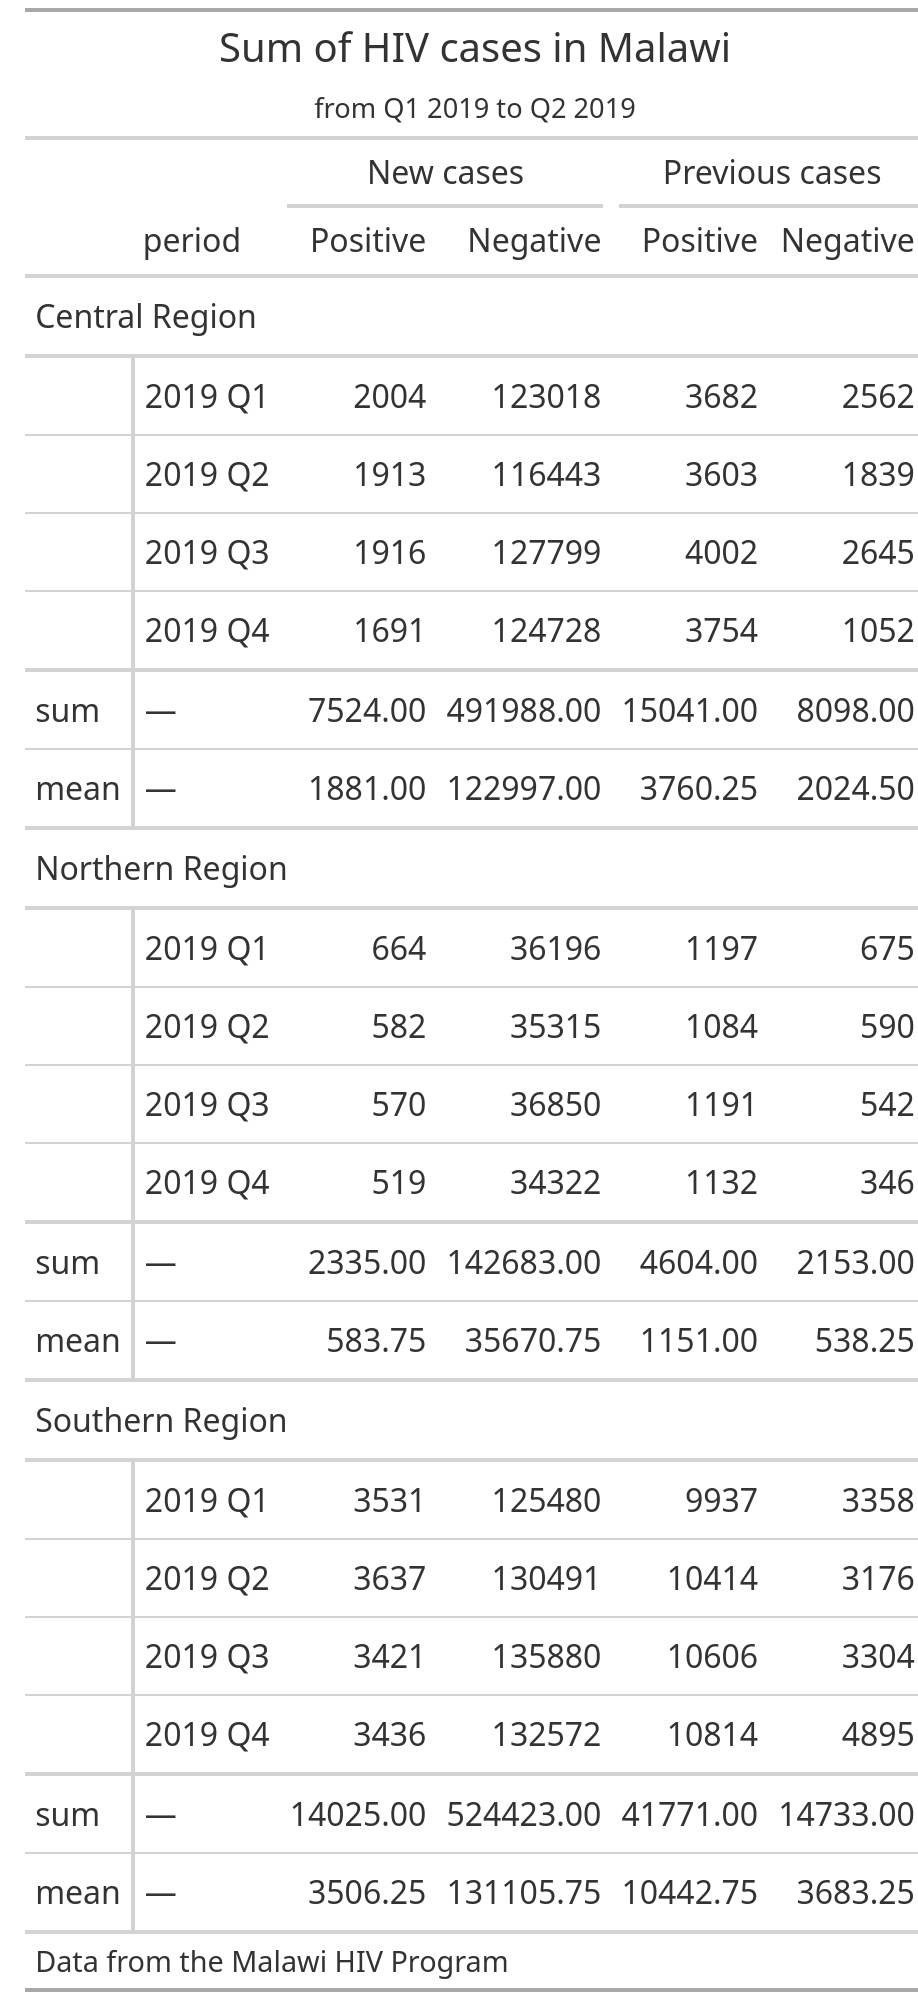 Sum of HIV cases in Malawi
from Q1 2019 to Q2 2019
New cases Previous cases
period Positive Negative Positive Negative
Central Region
2019 Q1 2004 123018 3682 2562
2019 Q2 1913 116443 3603 1839
2019 Q3 1916 127799 4002 2645
2019 Q4 1691 124728 3754 1052
sum — 7524.00 491988.00 15041.00 8098.00
mean — 1881.00 122997.00 3760.25 2024.50
Northern Region
2019 Q1 664 36196 1197 675
2019 Q2 582 35315 1084 590
2019 Q3 570 36850 1191 542
2019 Q4 519 34322 1132 346
sum — 2335.00 142683.00 4604.00 2153.00
mean — 583.75 35670.75 1151.00 538.25
Southern Region
2019 Q1 3531 125480 9937 3358
2019 Q2 3637 130491 10414 3176
2019 Q3 3421 135880 10606 3304
2019 Q4 3436 132572 10814 4895
sum — 14025.00 524423.00 41771.00 14733.00
mean — 3506.25 131105.75 10442.75 3683.25
Data from the Malawi HIV Program